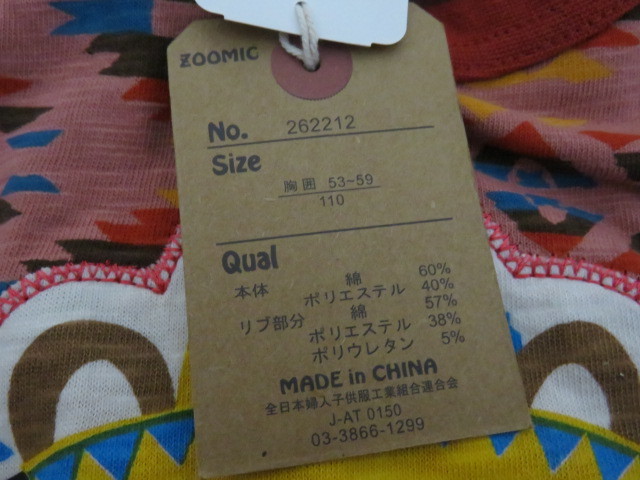 ZOOMIC
No. 262212
Size
胸囲 53~59
110
Qual
本体 綿 60%
ポリエステル 40%
リブ部分 綿 57%
ポリエステル 38%
ポリウレタン 5%
MADE in CHINA
全日本婦人子供服工業組合連合会
J-AT 0150
03-3866-1299